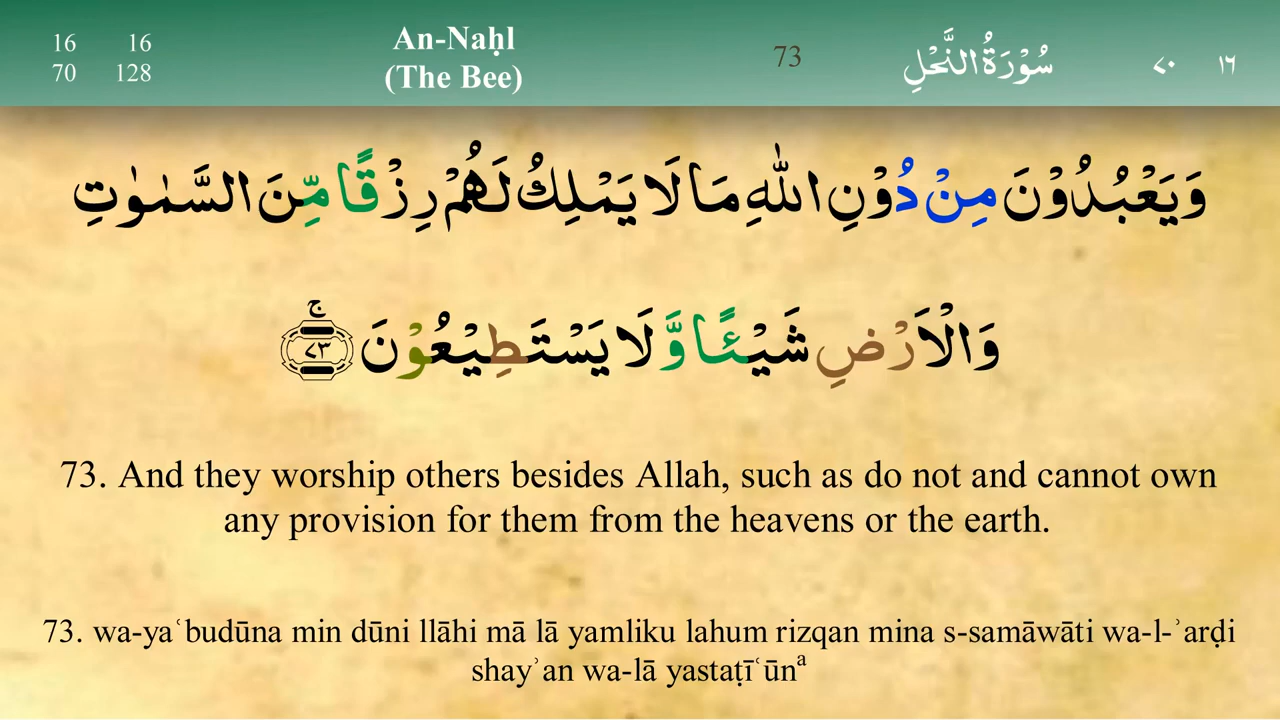 16 16
70 128
An-Naḥl
(The Bee)
73
سُوْرَةُ النَّحْلِ
٧٠ ١٦
وَيَعْبُدُوْنَ مِنْ دُوْنِ اللّٰهِ مَا لَا يَمْلِكُ لَهُمْ رِزْقًا مِّنَ السَّمٰوٰتِ
وَالْاَرْضِ شَيْـًٔا وَّ لَا يَسْتَطِيْعُوْنَ ۚ ٧٣
73. And they worship others besides Allah, such as do not and cannot own
any provision for them from the heavens or the earth.
73. wa-yaʿbudūna min dūni llāhi mā lā yamliku lahum rizqan mina s-samāwāti wa-l-ʾarḍi
shayʾan wa-lā yastaṭīʿūnᵃ